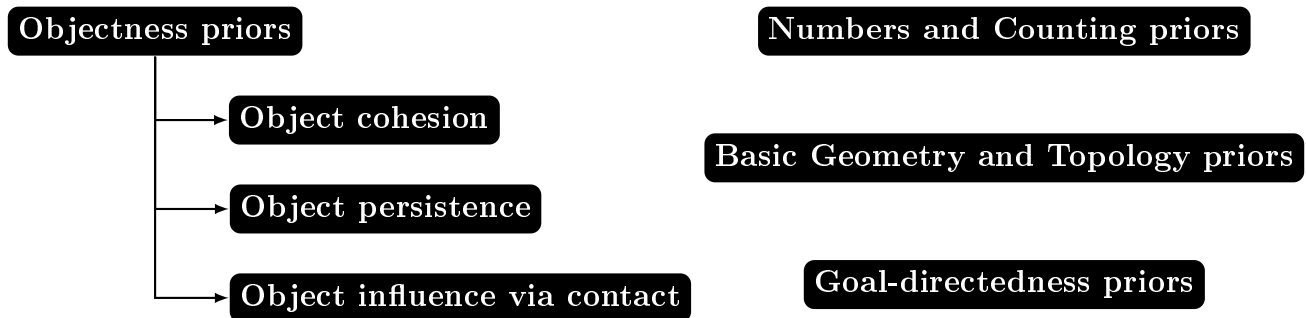 Objectness priors
Object cohesion
Object persistence
Object influence via contact
Numbers and Counting priors
Basic Geometry and Topology priors
Goal-directedness priors